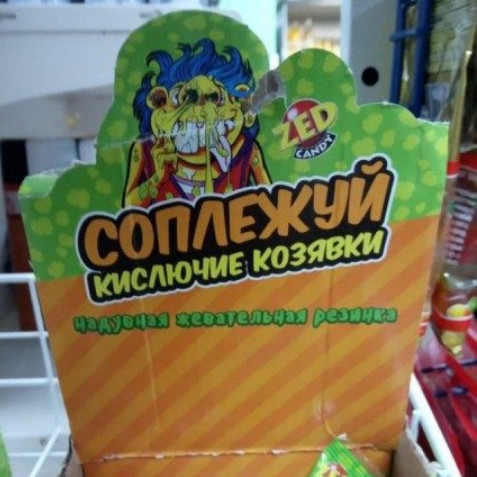 ZED
CANDY
СОПЛЕЖУЙ
КИСЛЮЧИЕ КОЗЯВКИ
надувная жевательная резинка